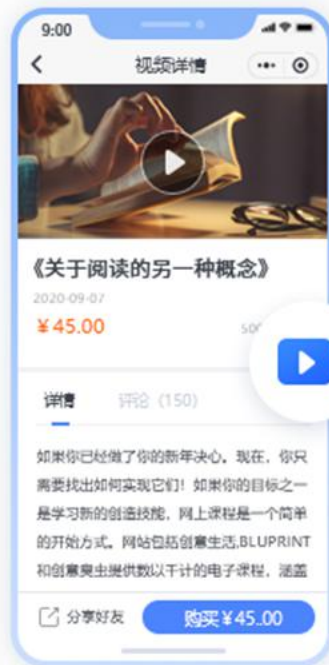 9:00
视频详情
《关于阅读的另一种概念》
2020-09-07
¥45.00
详情 评论（150）
如果你已经做了你的新年决心。现在，你只
需要找出如何实现它们！如果你的目标之一
是学习新的创造技能，网上课程是一个简单
的开始方式。网站包括创意生活,BLUPRINT
和创意臭虫提供数以千计的电子课程，涵盖
分享好友 购买¥45.00